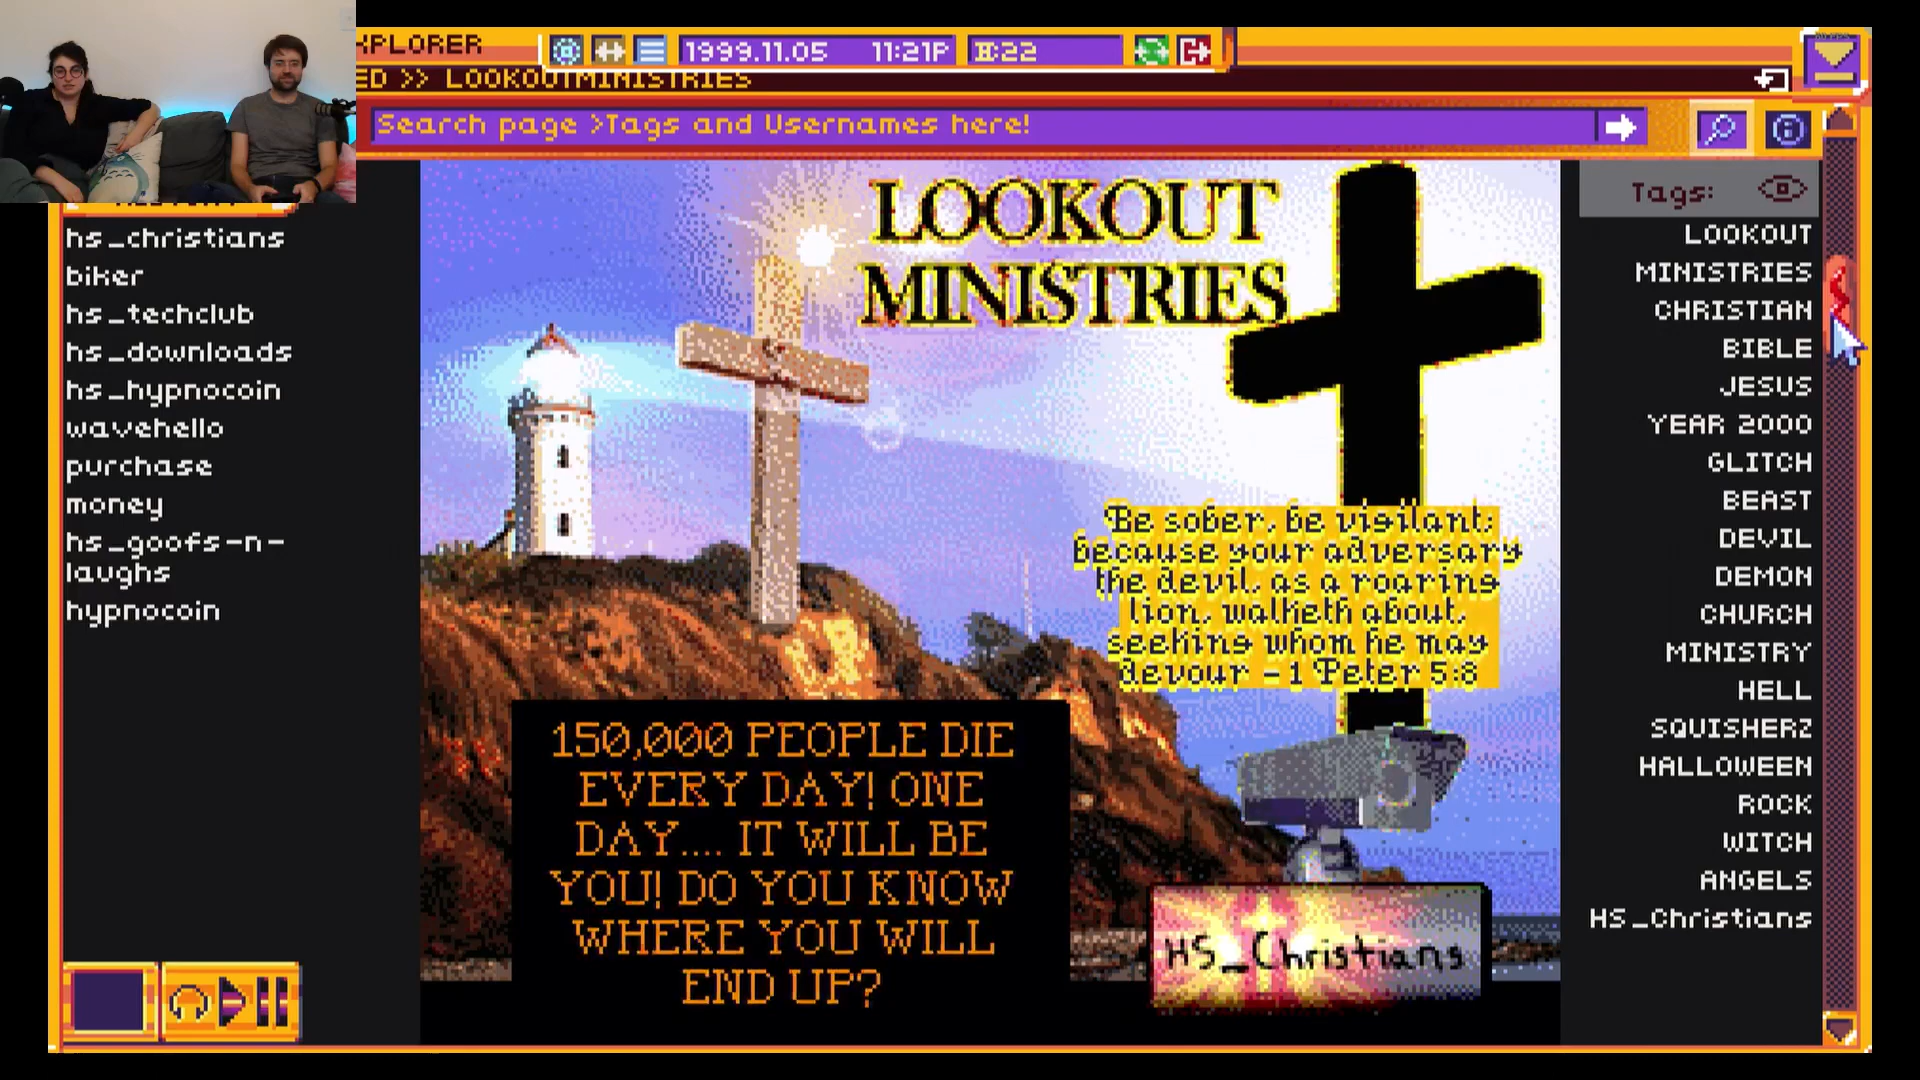 XPLORER
1999.11.05 11:21P
:22
ED >> LOOKOUTMINISTRIES
Search page >Tags and Usernames here!
hs_christians
biker
hs_techclub
hs_downloads
hs_hypnocoin
wavehello
purchase
money
hs_goofs-n-
laughs
hypnocoin
LOOKOUT
MINISTRIES
Be sober, be vigilant;
because your adversary
the devil, as a roaring
lion, walketh about,
seeking whom he may
devour - 1 Peter 5:8
150,000 PEOPLE DIE
EVERY DAY! ONE
DAY.... IT WILL BE
YOU! DO YOU KNOW
WHERE YOU WILL
END UP?
HS_Christians
Tags:
LOOKOUT
MINISTRIES
CHRISTIAN
BIBLE
JESUS
YEAR 2000
GLITCH
BEAST
DEVIL
DEMON
CHURCH
MINISTRY
HELL
SQUISHERZ
HALLOWEEN
ROCK
WITCH
ANGELS
HS_Christians